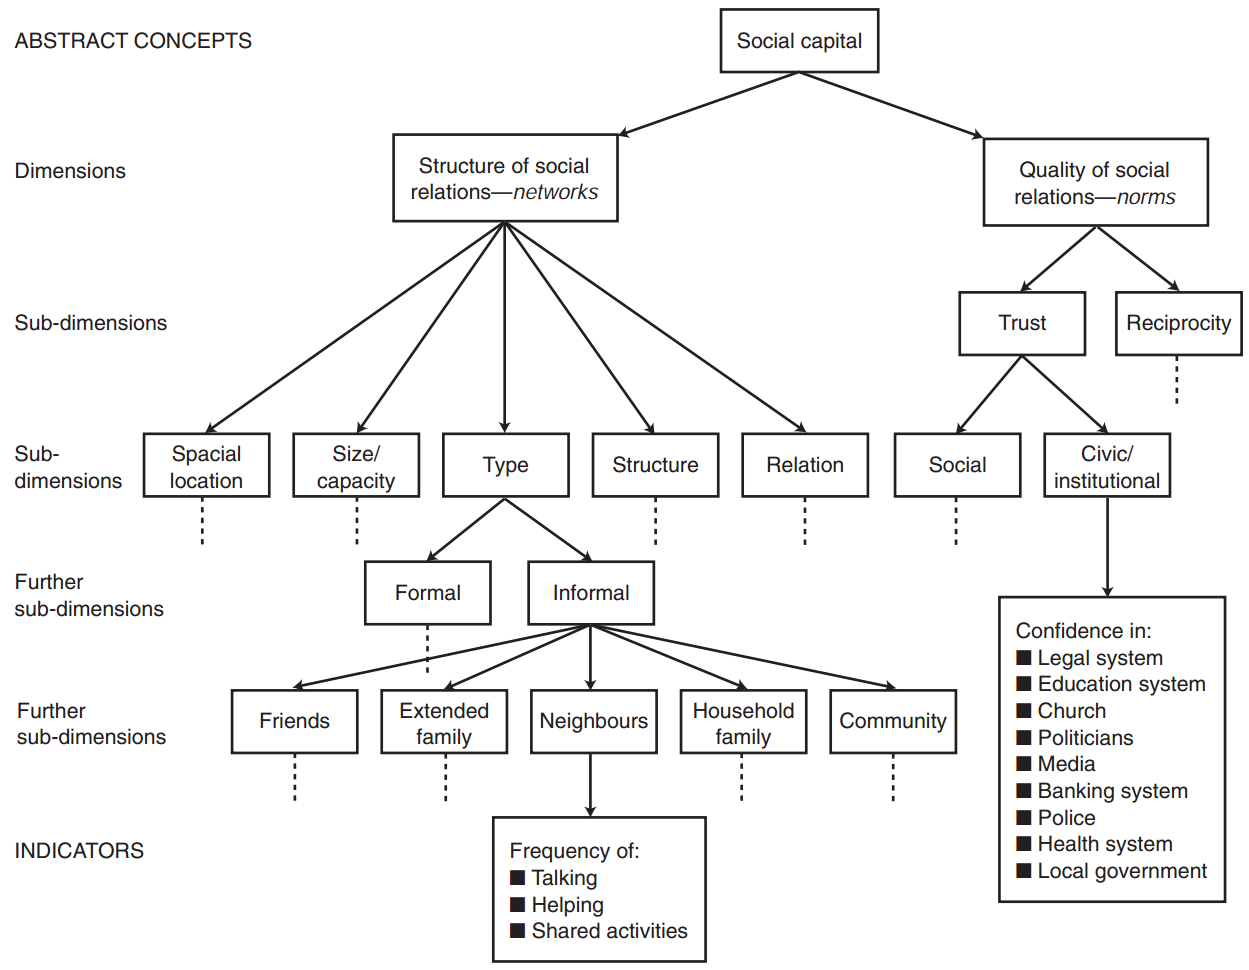 ABSTRACT CONCEPTS
Social capital
Dimensions
Structure of social
relations—networks
Quality of social
relations—norms
Sub-dimensions
Trust
Reciprocity
Sub-
dimensions
Spacial
location
Size/
capacity
Type
Structure
Relation
Social
Civic/
institutional
Further
sub-dimensions
Formal
Informal
Further
sub-dimensions
Friends
Extended
family
Neighbours
Household
family
Community
Confidence in:
■ Legal system
■ Education system
■ Church
■ Politicians
■ Media
■ Banking system
■ Police
■ Health system
■ Local government
INDICATORS
Frequency of:
■ Talking
■ Helping
■ Shared activities